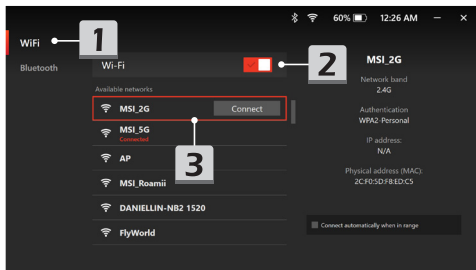 60% 12:26 AM
WiFi
1
Bluetooth
Wi-Fi
2
Available networks
MSI_2G
Connect
MSI_5G
Connected
3
AP
MSI_Roamii
DANIELLIN-NB2 1520
FlyWorld
MSI_2G
Network band
2.4G
Authentication
WPA2-Personal
IP address:
N/A
Physical address (MAC):
2C:F0:5D:F8:ED:C5
Connect automatically when in range